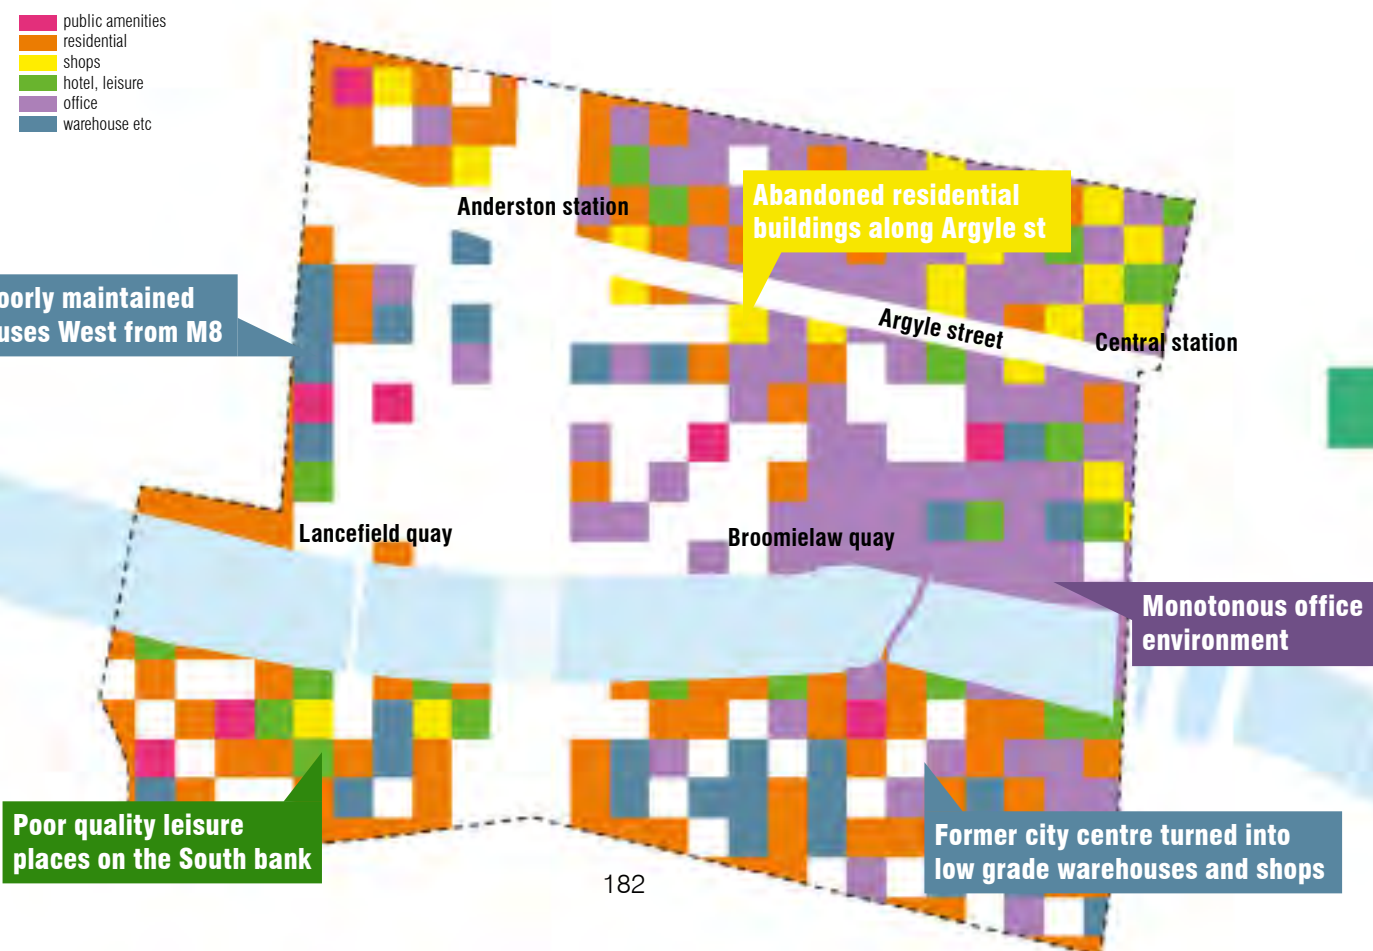 public amenities
residential
shops
hotel, leisure
office
warehouse etc
Anderston station
Abandoned residential
buildings along Argyle st
maintained
West from M8
Argyle street
Central station
Lancefield quay
Broomielaw quay
Monotonous office
environment
Poor quality leisure
places on the South bank
Former city centre turned into
low grade warehouses and shops
182